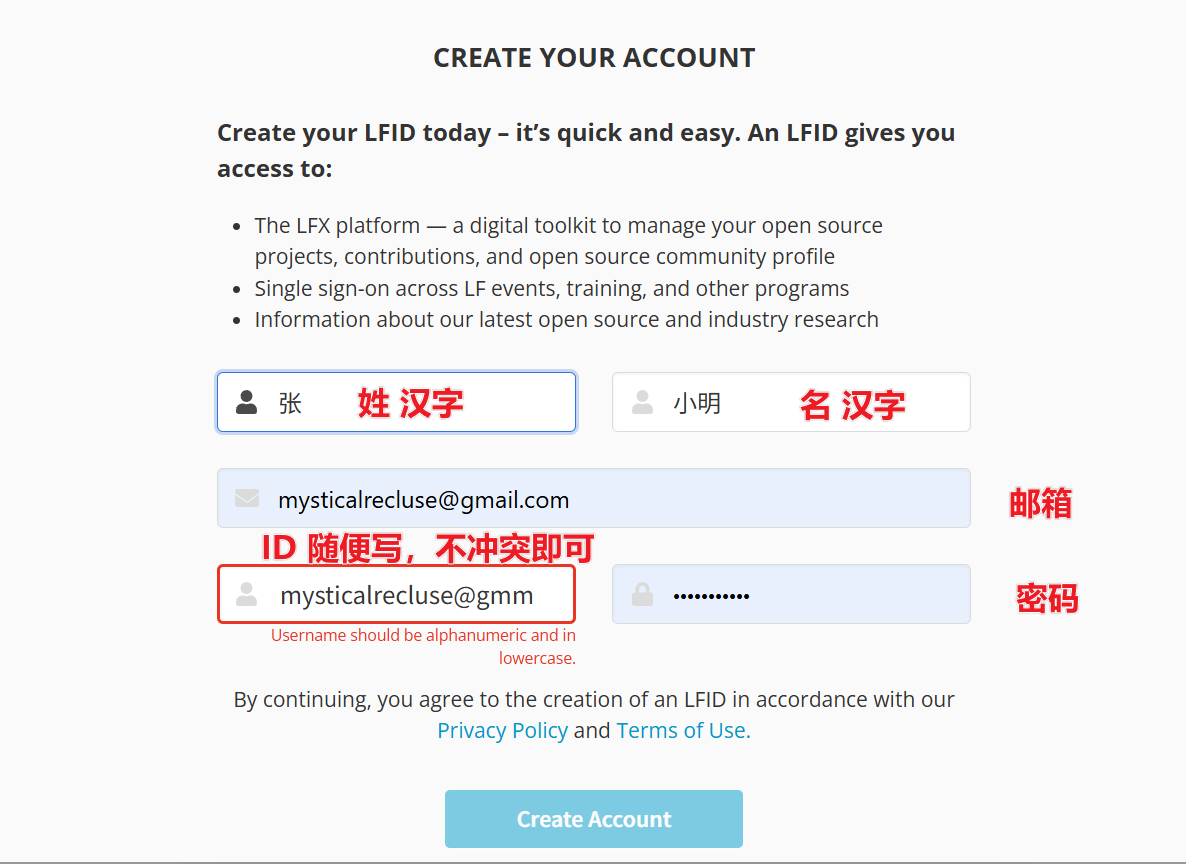 CREATE YOUR ACCOUNT
Create your LFID today – it’s quick and easy. An LFID gives you
access to:
• The LFX platform — a digital toolkit to manage your open source
projects, contributions, and open source community profile
• Single sign-on across LF events, training, and other programs
• Information about our latest open source and industry research
张 姓 汉字 小明 名 汉字
mysticalrecluse@gmail.com 邮箱
ID 随便写，不冲突即可
mysticalrecluse@gmm ••••••••••• 密码
Username should be alphanumeric and in
lowercase.
By continuing, you agree to the creation of an LFID in accordance with our
Privacy Policy and Terms of Use.
Create Account